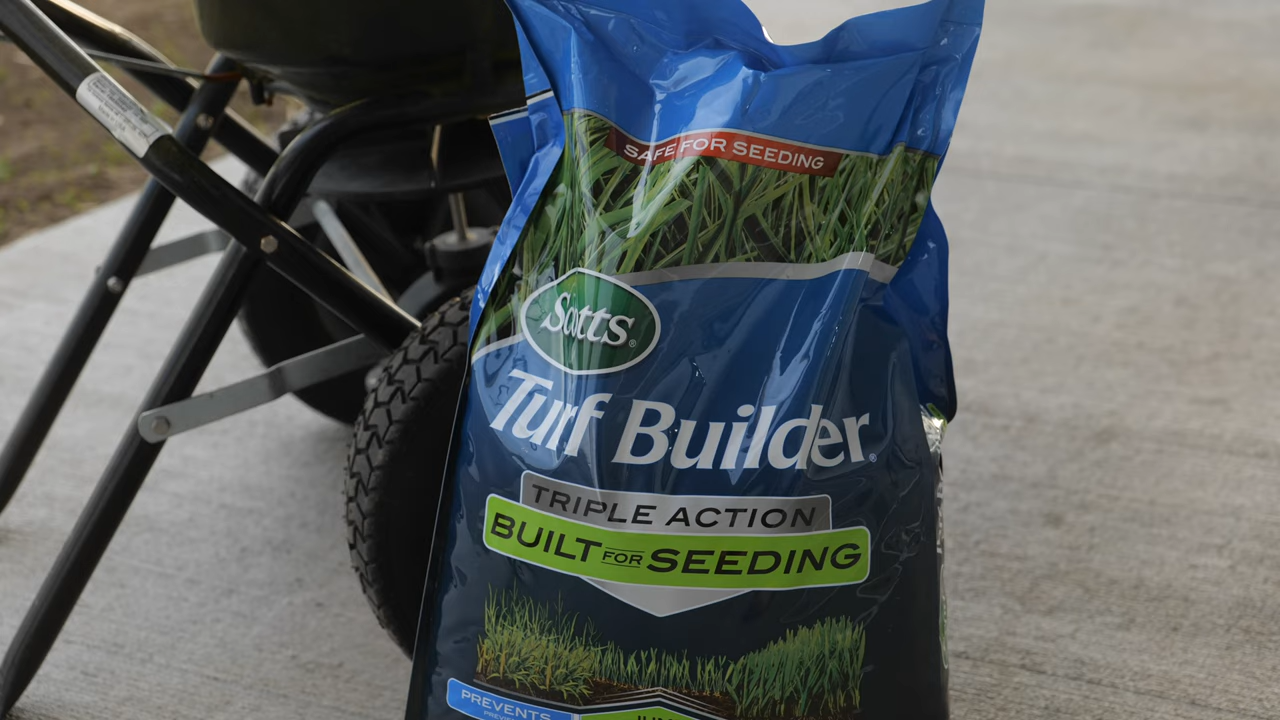 SAFE FOR SEEDING
Scotts®
Turf Builder®
TRIPLE ACTION
BUILT FOR SEEDING
PREVENTS